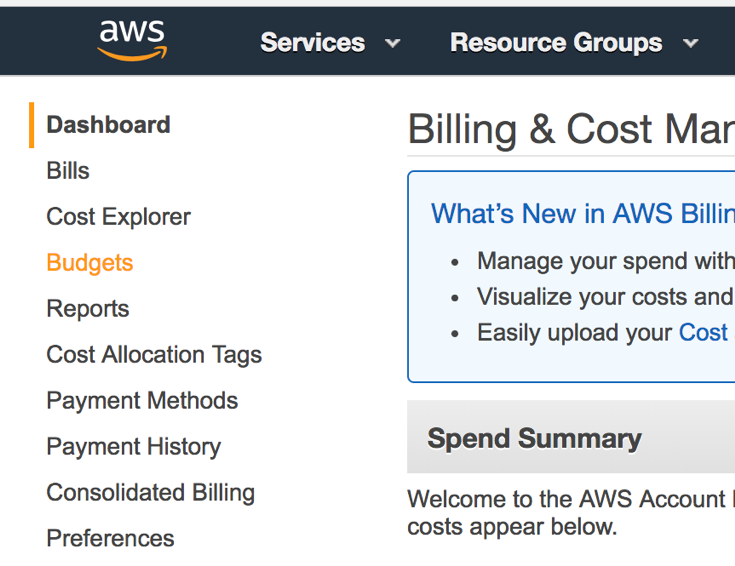 aws
Services
Resource Groups
Dashboard
Bills
Cost Explorer
Budgets
Reports
Cost Allocation Tags
Payment Methods
Payment History
Consolidated Billing
Preferences
Billing & Cost Man
What's New in AWS Billin
Manage your spend with
Visualize your costs and
Easily upload your Cost
Spend Summary
Welcome to the AWS Account
costs appear below.